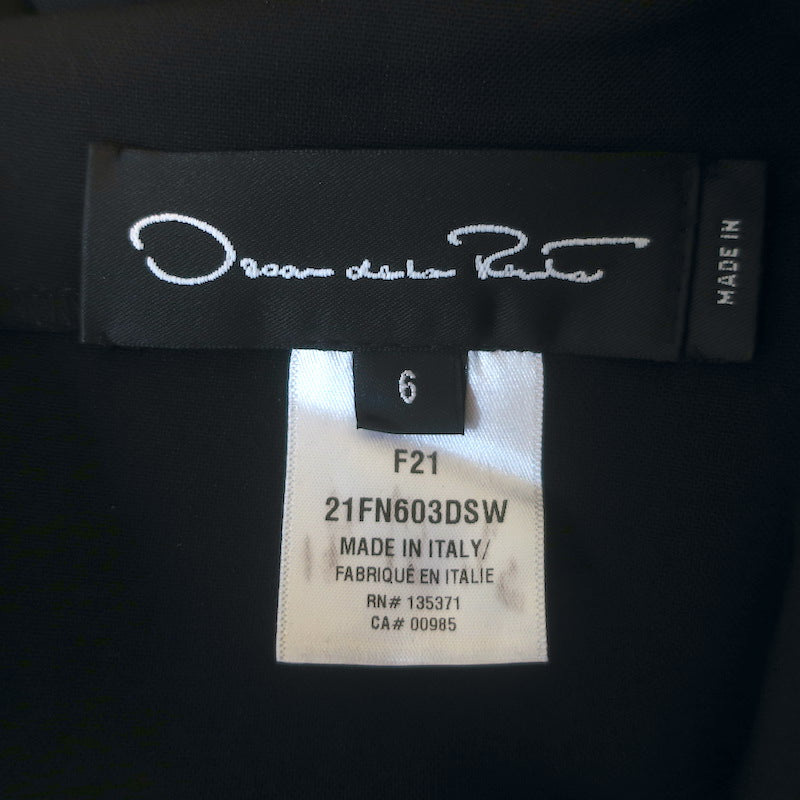 Oscar de la Renta
MADE IN
6
F21
21FN603DSW
MADE IN ITALY/
FABRIQUÉ EN ITALIE
RN# 135371
CA# 00985